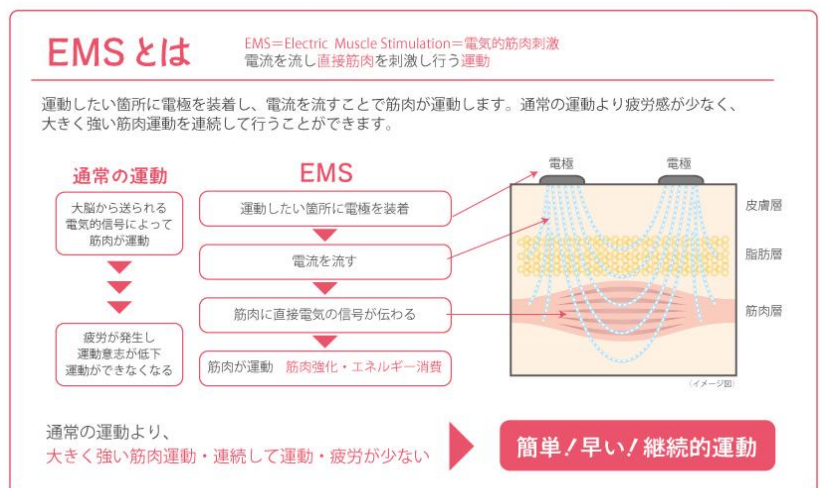 EMSとは
EMS=Electric Muscle Stimulation=電気的筋肉刺激
電流を流し直接筋肉を刺激し行う運動
運動したい箇所に電極を装着し、電流を流すことで筋肉が運動します。通常の運動より疲労感が少なく、
大きく強い筋肉運動を連続して行うことができます。
通常の運動
大脳から送られる
電気的信号によって
筋肉が運動
疲労が発生し
運動意志が低下
運動ができなくなる
EMS
運動したい箇所に電極を装着
電流を流す
筋肉に直接電気の信号が伝わる
筋肉が運動 筋肉強化・エネルギー消費
電極
電極
皮膚層
脂肪層
筋肉層
(イメージ図)
通常の運動より、
大きく強い筋肉運動・連続して運動・疲労が少ない
簡単!早い!継続的運動